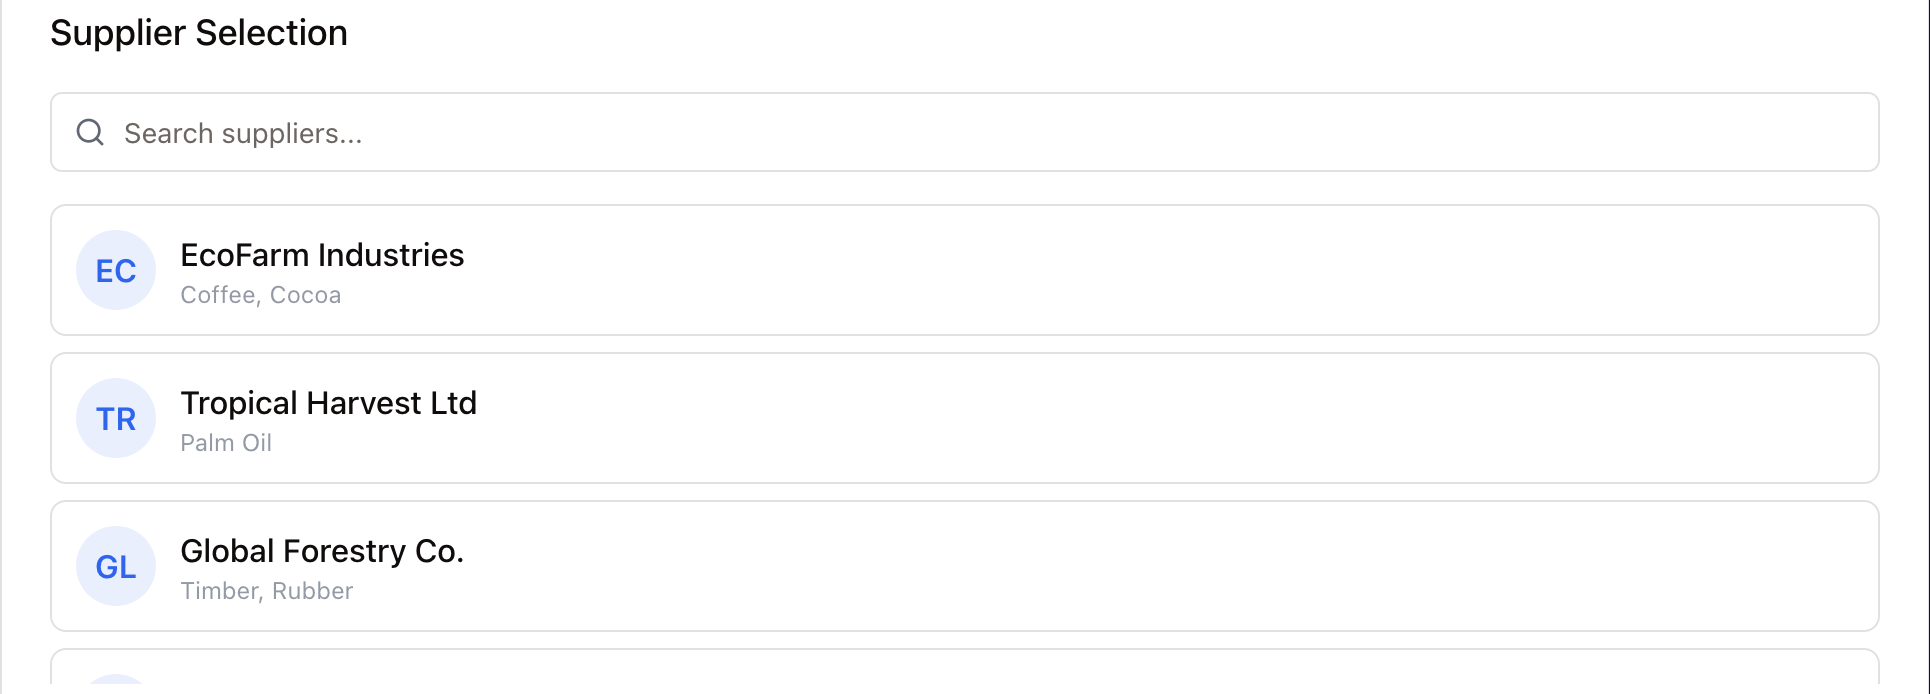 Supplier Selection
Search suppliers...
EC
EcoFarm Industries
Coffee, Cocoa
TR
Tropical Harvest Ltd
Palm Oil
GL
Global Forestry Co.
Timber, Rubber